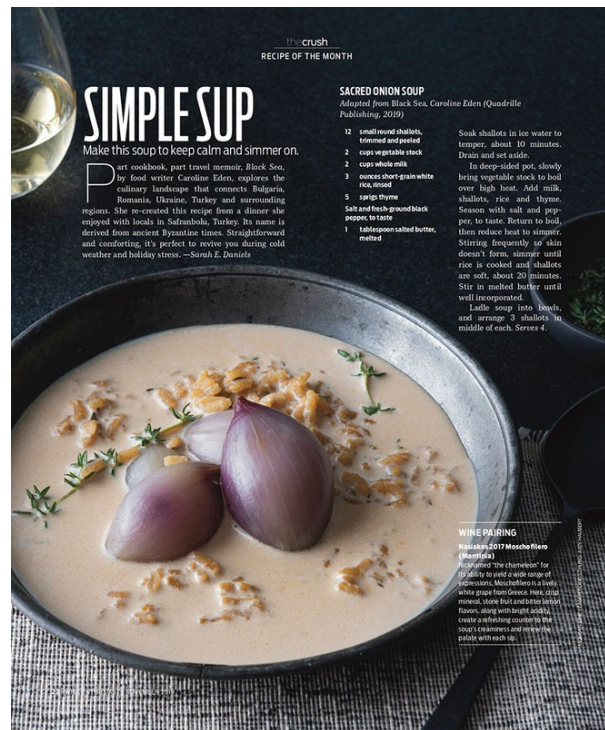 thecrush
RECIPE OF THE MONTH
SIMPLE SUP
Make this soup to keep calm and simmer on.
Part cookbook, part travel memoir, Black Sea,
by food writer Caroline Eden, explores the
culinary landscape that connects Bulgaria,
Romania, Ukraine, Turkey and surrounding
regions. She re-created this recipe from a dinner she
enjoyed with locals in Safranbolu, Turkey. Its name is
derived from ancient Byzantine times. Straightforward
and comforting, it's perfect to revive you during cold
weather and holiday stress. —Sarah E. Daniels
SACRED ONION SOUP
Adapted from Black Sea, Caroline Eden (Quadrille
Publishing, 2019)
12 small round shallots,
trimmed and peeled
2 cups vegetable stock
2 cups whole milk
3 ounces short-grain white
rice, rinsed
5 sprigs thyme
Salt and fresh-ground black
pepper, to taste
1 tablespoon salted butter,
melted
Soak shallots in ice water to
temper, about 10 minutes.
Drain and set aside.
In deep-sided pot, slowly
bring vegetable stock to boil
over high heat. Add milk,
shallots, rice and thyme.
Season with salt and pep-
per, to taste. Return to boil,
then reduce heat to simmer.
Stirring frequently so skin
doesn't form, simmer until
rice is cooked and shallots
are soft, about 20 minutes.
Stir in melted butter until
well incorporated.
Ladle soup into bowls,
and arrange 3 shallots in
middle of each. Serves 4.
WINE PAIRING
Nasiakos 2017 Moschofilero
(Mantinia)
Nicknamed "the chameleon" for
its ability to yield a wide range of
expressions, Moschofilero is a lively
white grape from Greece. Here, crisp
mineral, stone fruit and bitter lemon
flavors, along with bright acidity,
create a refreshing counter to the
soup's creaminess and renew the
palate with each sip.